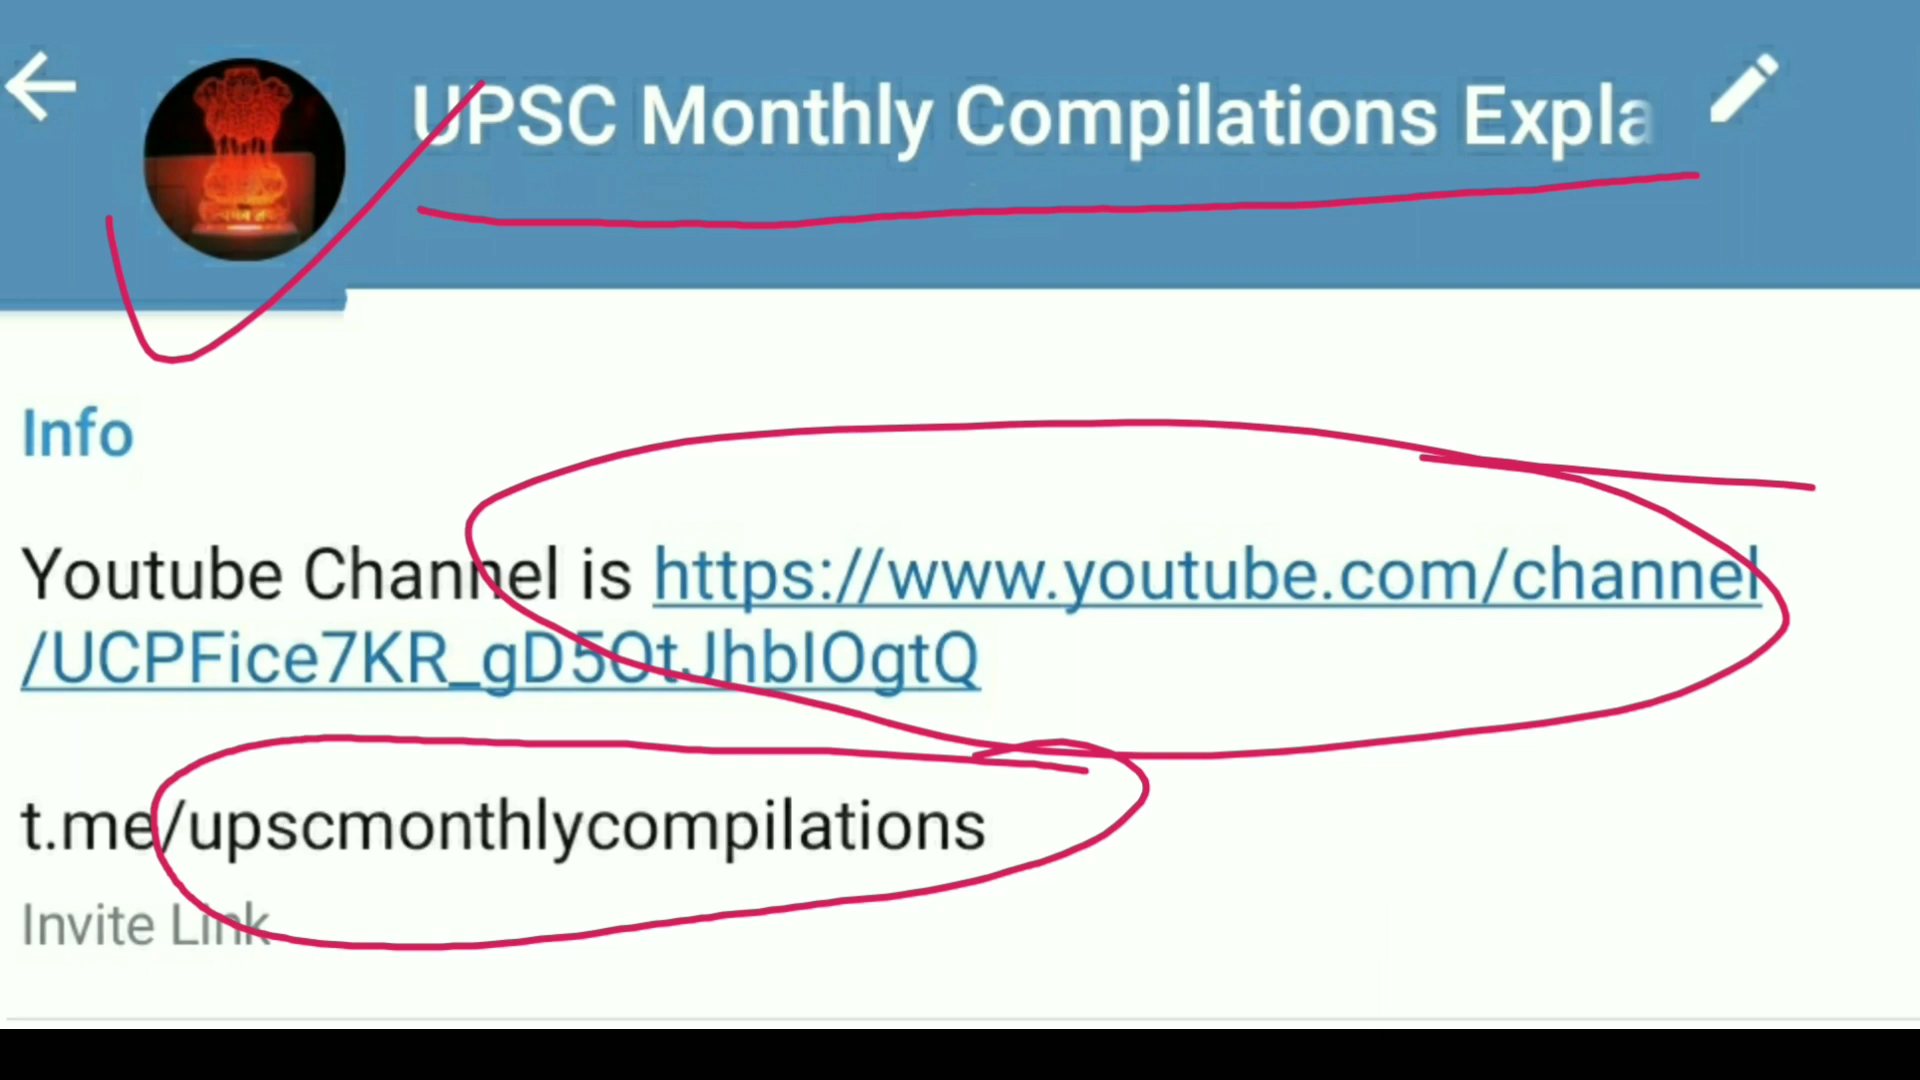 UPSC Monthly Compilations Expla
Info
Youtube Channel is https://www.youtube.com/channel
/UCPFice7KR_gD5OtJhbIOgtQ
t.me/upscmonthlycompilations
Invite Link